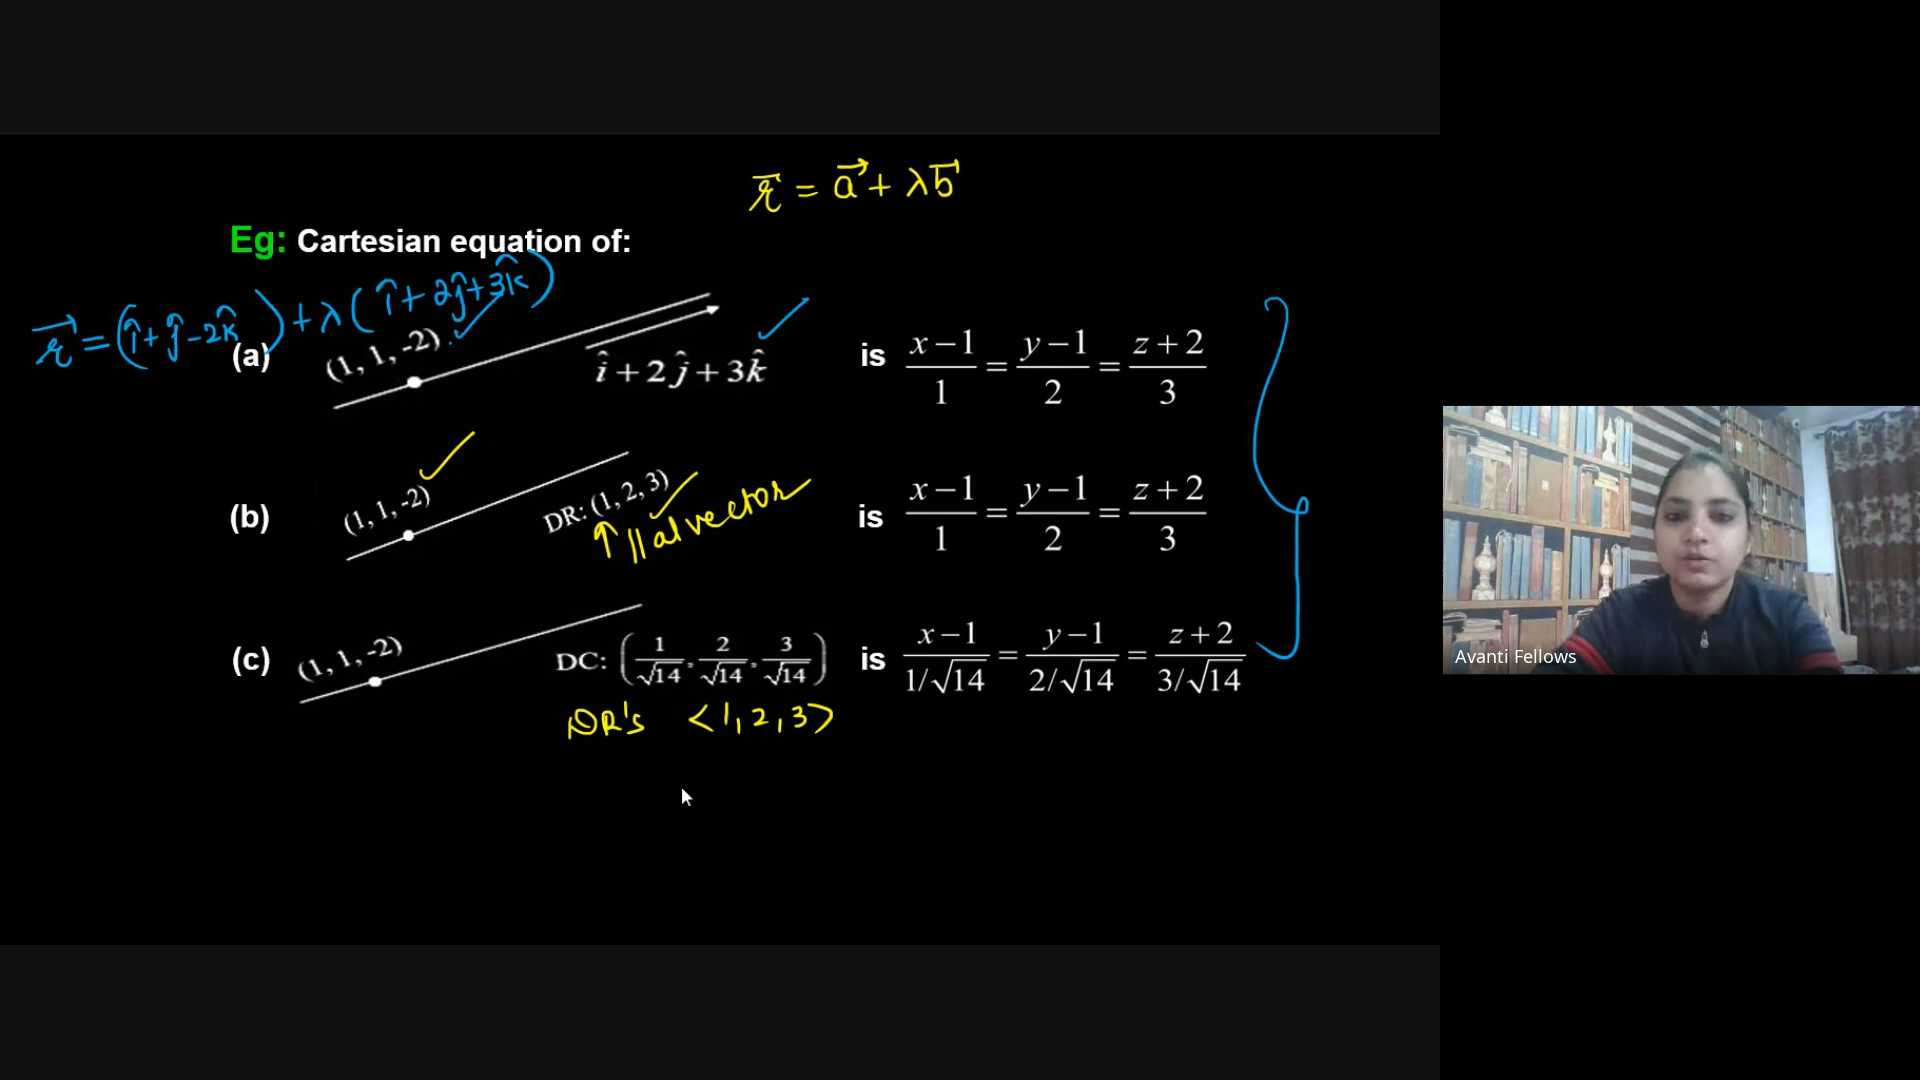 r⃗ = a⃗ + λb⃗
Eg: Cartesian equation of:
r⃗ = (î + ĵ − 2k̂) + λ(î + 2ĵ + 3k̂)
(a) (1, 1, -2) î + 2ĵ + 3k̂ is (x − 1)/1 = (y − 1)/2 = (z + 2)/3
(b) (1, 1, -2) DR: (1, 2, 3) is (x − 1)/1 = (y − 1)/2 = (z + 2)/3
↑ ||al vector
(c) (1, 1, -2) DC: (1/√14, 2/√14, 3/√14) is (x − 1)/(1/√14) = (y − 1)/(2/√14) = (z + 2)/(3/√14)
DR's <1, 2, 3>
Avanti Fellows